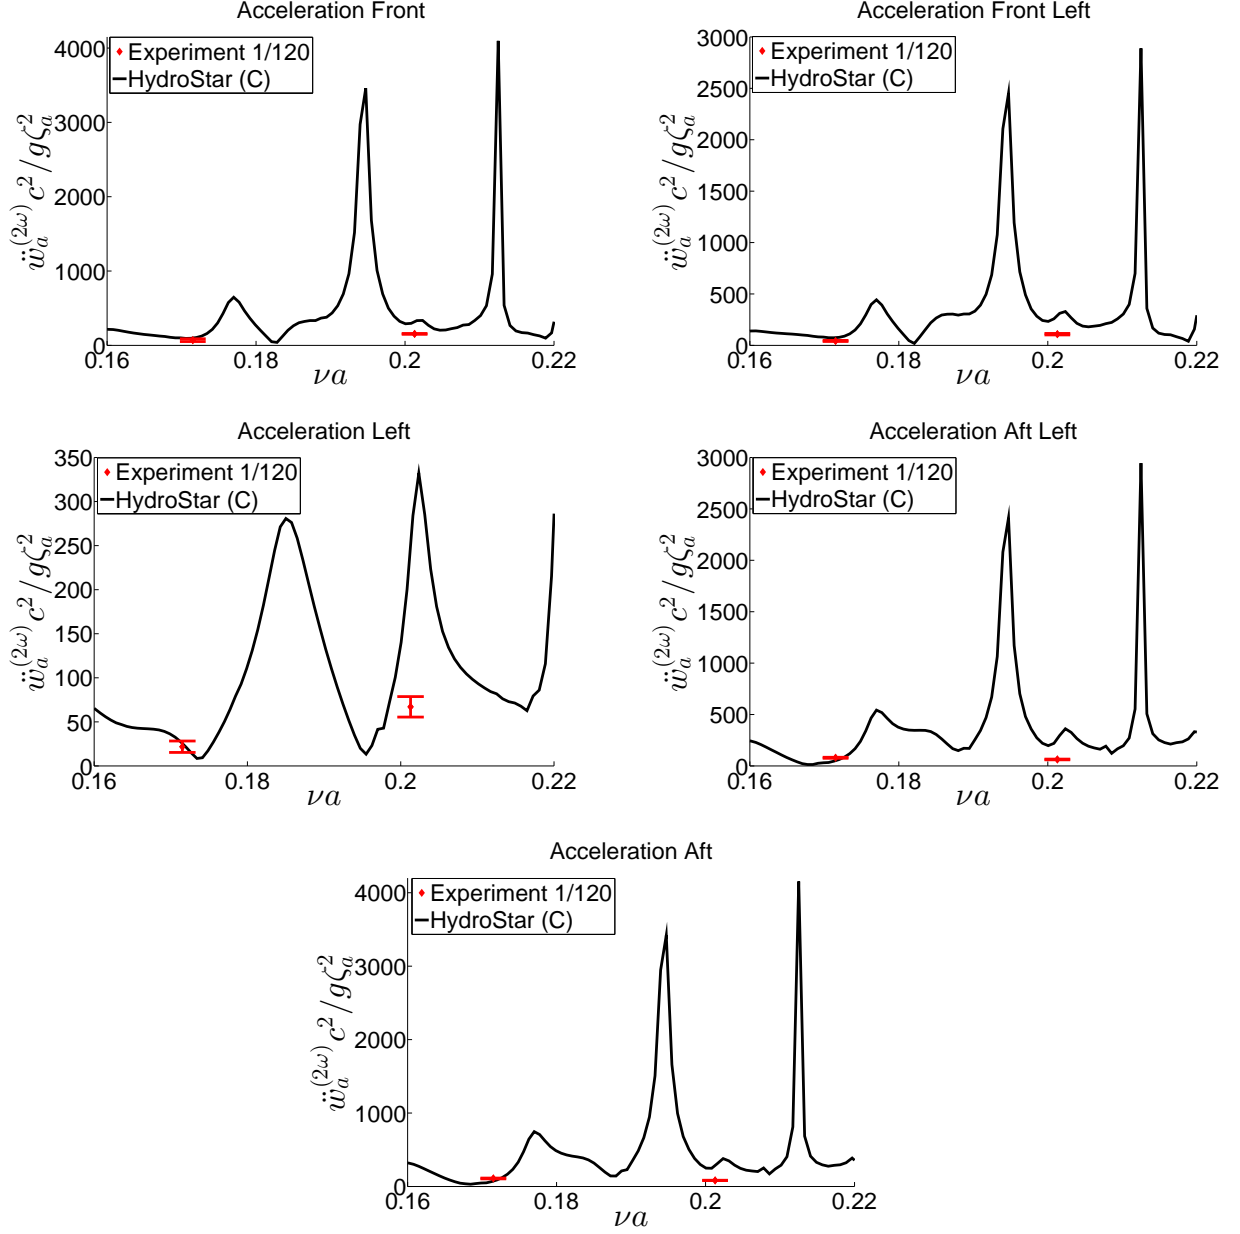 Acceleration Front
Experiment 1/120
HydroStar (C)
4000
3000
2000
1000
0
0.16
0.18
0.2
0.22
νa
ẅₐ⁽²ω⁾c²/gζₐ²
Acceleration Front Left
Experiment 1/120
HydroStar (C)
3000
2500
2000
1500
1000
500
0
0.16
0.18
0.2
0.22
νa
ẅₐ⁽²ω⁾c²/gζₐ²
Acceleration Left
Experiment 1/120
HydroStar (C)
350
300
250
200
150
100
50
0
0.16
0.18
0.2
0.22
νa
ẅₐ⁽²ω⁾c²/gζₐ²
Acceleration Aft Left
Experiment 1/120
HydroStar (C)
3000
2500
2000
1500
1000
500
0
0.16
0.18
0.2
0.22
νa
ẅₐ⁽²ω⁾c²/gζₐ²
Acceleration Aft
Experiment 1/120
HydroStar (C)
4000
3000
2000
1000
0
0.16
0.18
0.2
0.22
νa
ẅₐ⁽²ω⁾c²/gζₐ²